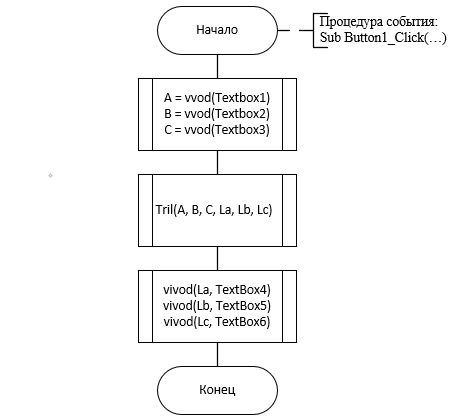 Начало
Процедура события:
Sub Button1_Click(…)
A = vvod(Textbox1)
B = vvod(Textbox2)
C = vvod(Textbox3)
Tril(A, B, C, La, Lb, Lc)
vivod(La, TextBox4)
vivod(Lb, TextBox5)
vivod(Lc, TextBox6)
Конец